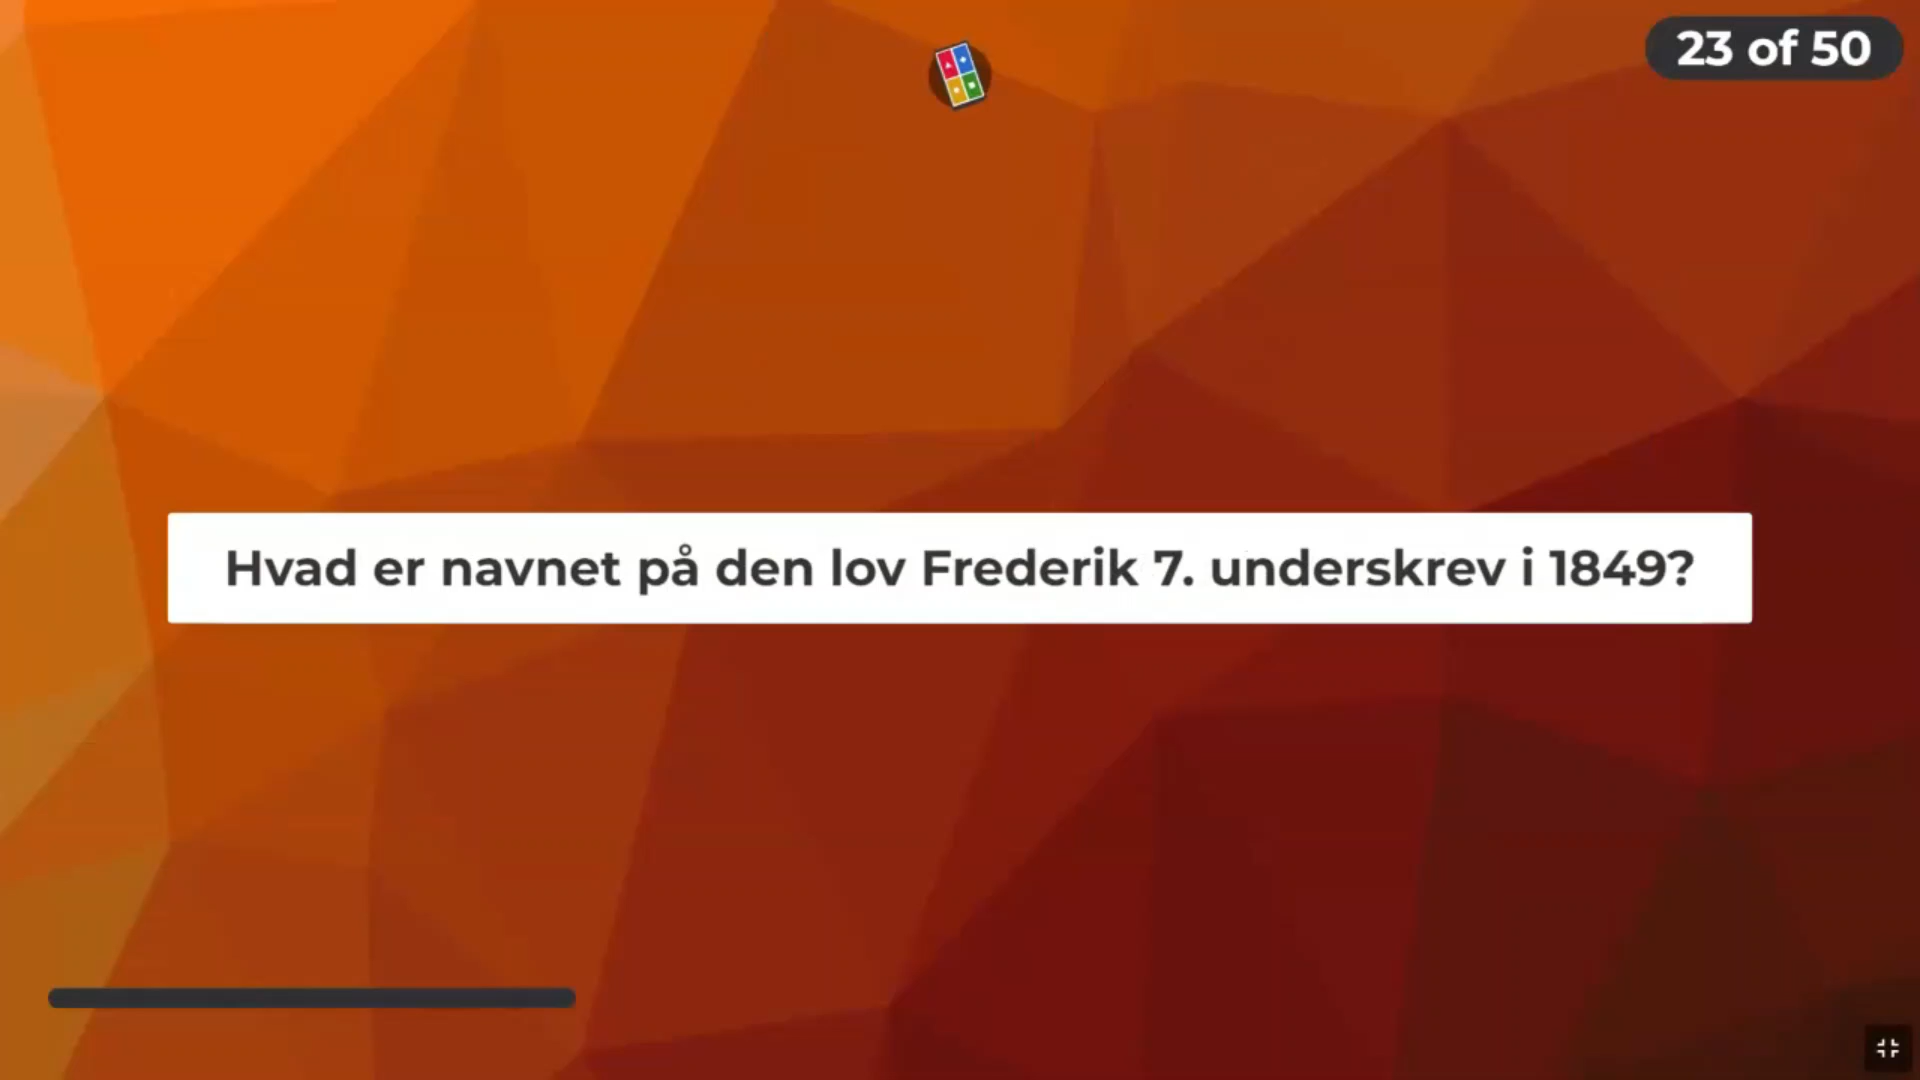 23 of 50
Hvad er navnet på den lov Frederik 7. underskrev i 1849?